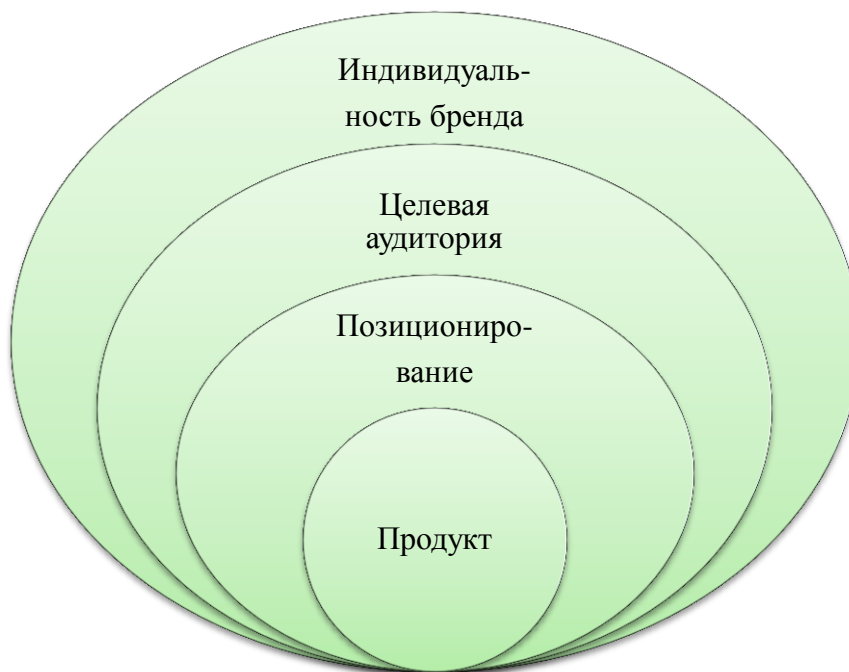 Индивидуаль-
ность бренда
Целевая
аудитория
Позициониро-
вание
Продукт